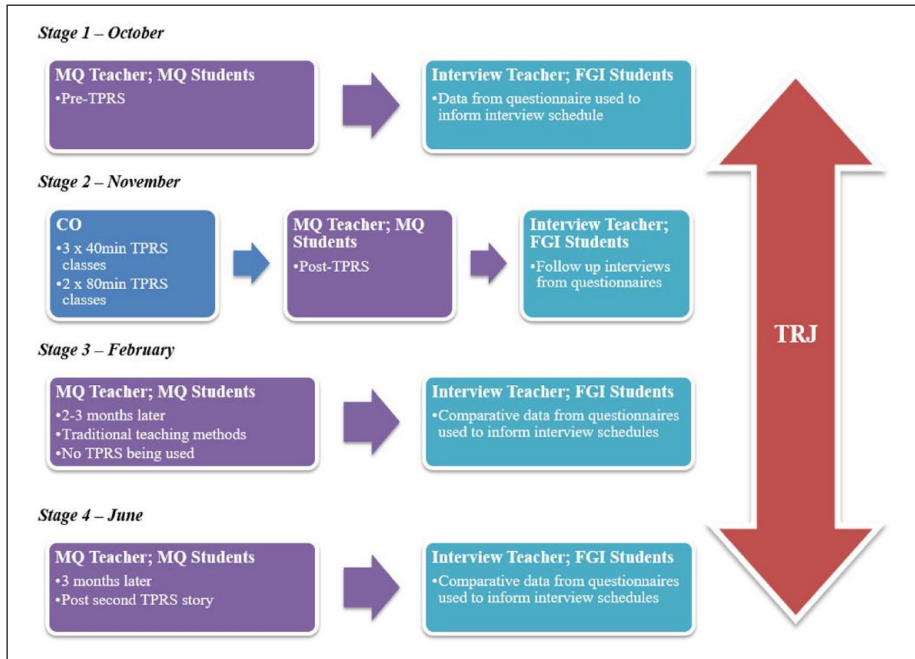 Stage 1 – October
MQ Teacher; MQ Students
•Pre-TPRS
Interview Teacher; FGI Students
•Data from questionnaire used to
inform interview schedule
Stage 2 – November
CO
•3 x 40min TPRS
classes
•2 x 80min TPRS
classes
MQ Teacher; MQ
Students
•Post-TPRS
Interview Teacher;
FGI Students
•Follow up interviews
from questionnaires
Stage 3 – February
MQ Teacher; MQ Students
•2-3 months later
•Traditional teaching methods
•No TPRS being used
Interview Teacher; FGI Students
•Comparative data from questionnaires
used to inform interview schedules
Stage 4 – June
MQ Teacher; MQ Students
•3 months later
•Post second TPRS story
Interview Teacher; FGI Students
•Comparative data from questionnaires
used to inform interview schedules
TRJ